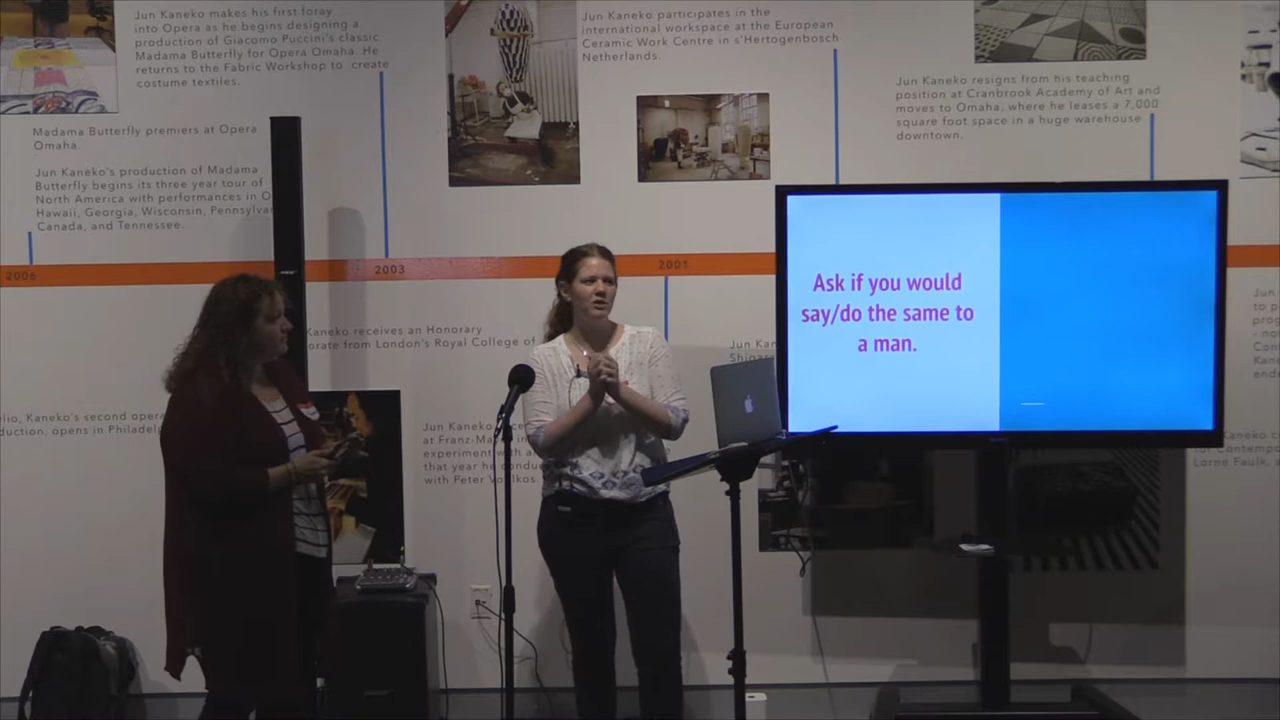 Jun Kaneko makes his first foray
into Opera as he begins designing a
production of Giacomo Puccini's classic
Madama Butterfly for Opera Omaha. He
returns to the Fabric Workshop to create
costume textiles.
Madama Butterfly premiers at Opera
Omaha.
Jun Kaneko's production of Madama
Butterfly begins its three year tour of
North America with performances in
Hawaii, Georgia, Wisconsin,
Canada, and Tennessee.
Jun Kaneko participates in the
international workspace at the European
Ceramic Work Centre in s'Hertogenbosch
Netherlands.
Jun Kaneko resigns from his teaching
position at Cranbrook Academy of Art and
moves to Omaha, where he leases a 7,000
square foot space in a huge warehouse
downtown.
2006
2003
2001
Kaneko receives an Honorary
from London's Royal College of
Kaneko's second opera
opens in
Jun Kaneko
at
experiment with
that year he
with Peter
Jun
Ask if you would
say/do the same to
a man.
Jun
to
Lorne Faulk,